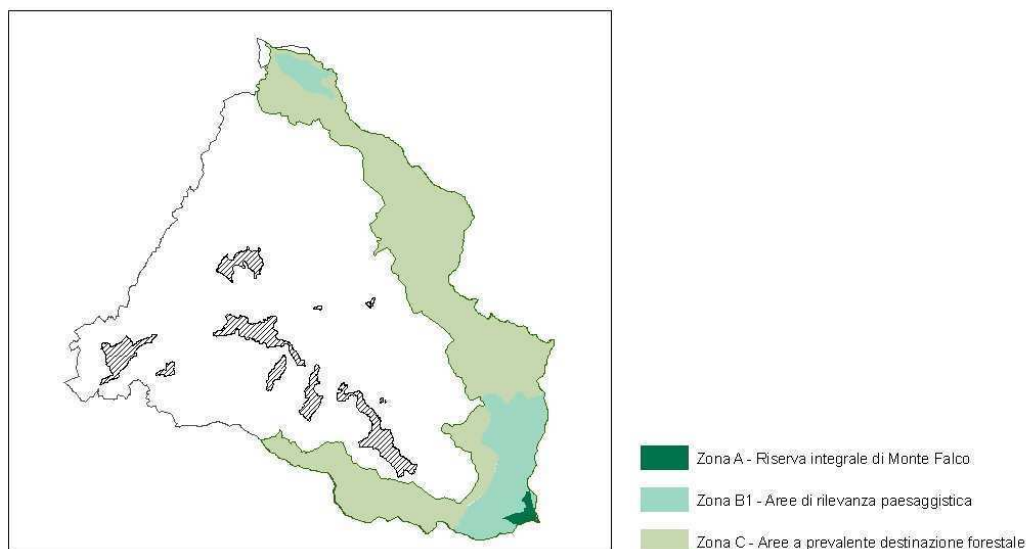 Zona A - Riserva integrale di Monte Falco
Zona B1 - Aree di rilevanza paesaggistica
Zona C - Aree a prevalente destinazione forestale